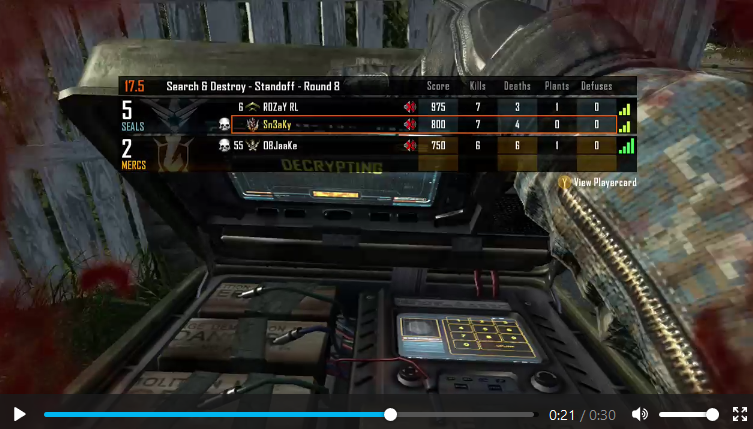 17.5 Search & Destroy - Standoff - Round 8 Score Kills Deaths Plants Defuses
5 SEALS
6 RDZaY RL 975 7 3 1 0
Sn3aKy 800 7 4 0 0
2 MERCS
55 OBJaaKe 750 6 6 1 0
DECRYPTING
Y View Playercard
0:21 / 0:30